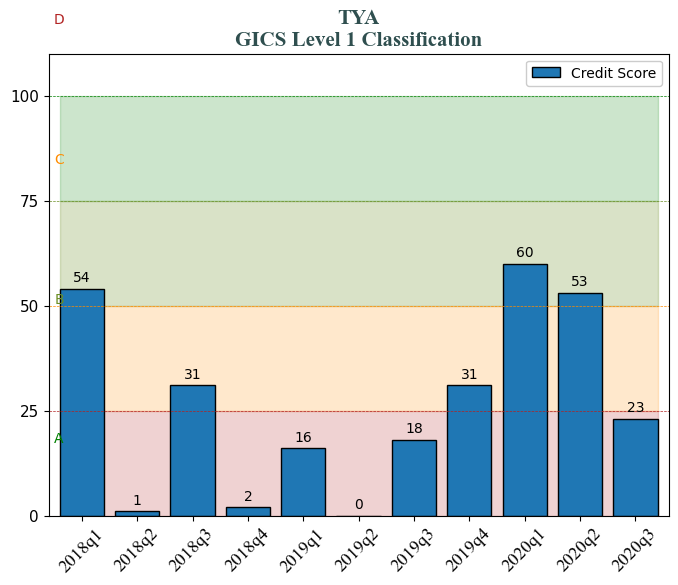 D
TYA
GICS Level 1 Classification
Credit Score
100
C
75
60
54
53
B
50
31
31
25
23
A
18
16
2
1
0
0
2018q1
2018q2
2018q3
2018q4
2019q1
2019q2
2019q3
2019q4
2020q1
2020q2
2020q3